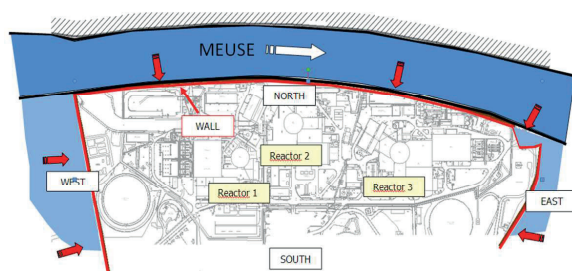 MEUSE
NORTH
WALL
Reactor 2
WEST
Reactor 1
Reactor 3
EAST
SOUTH